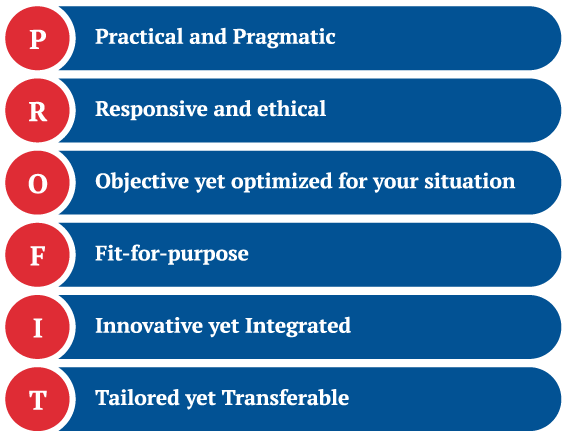 P Practical and Pragmatic
R Responsive and ethical
O Objective yet optimized for your situation
F Fit-for-purpose
I Innovative yet Integrated
T Tailored yet Transferable